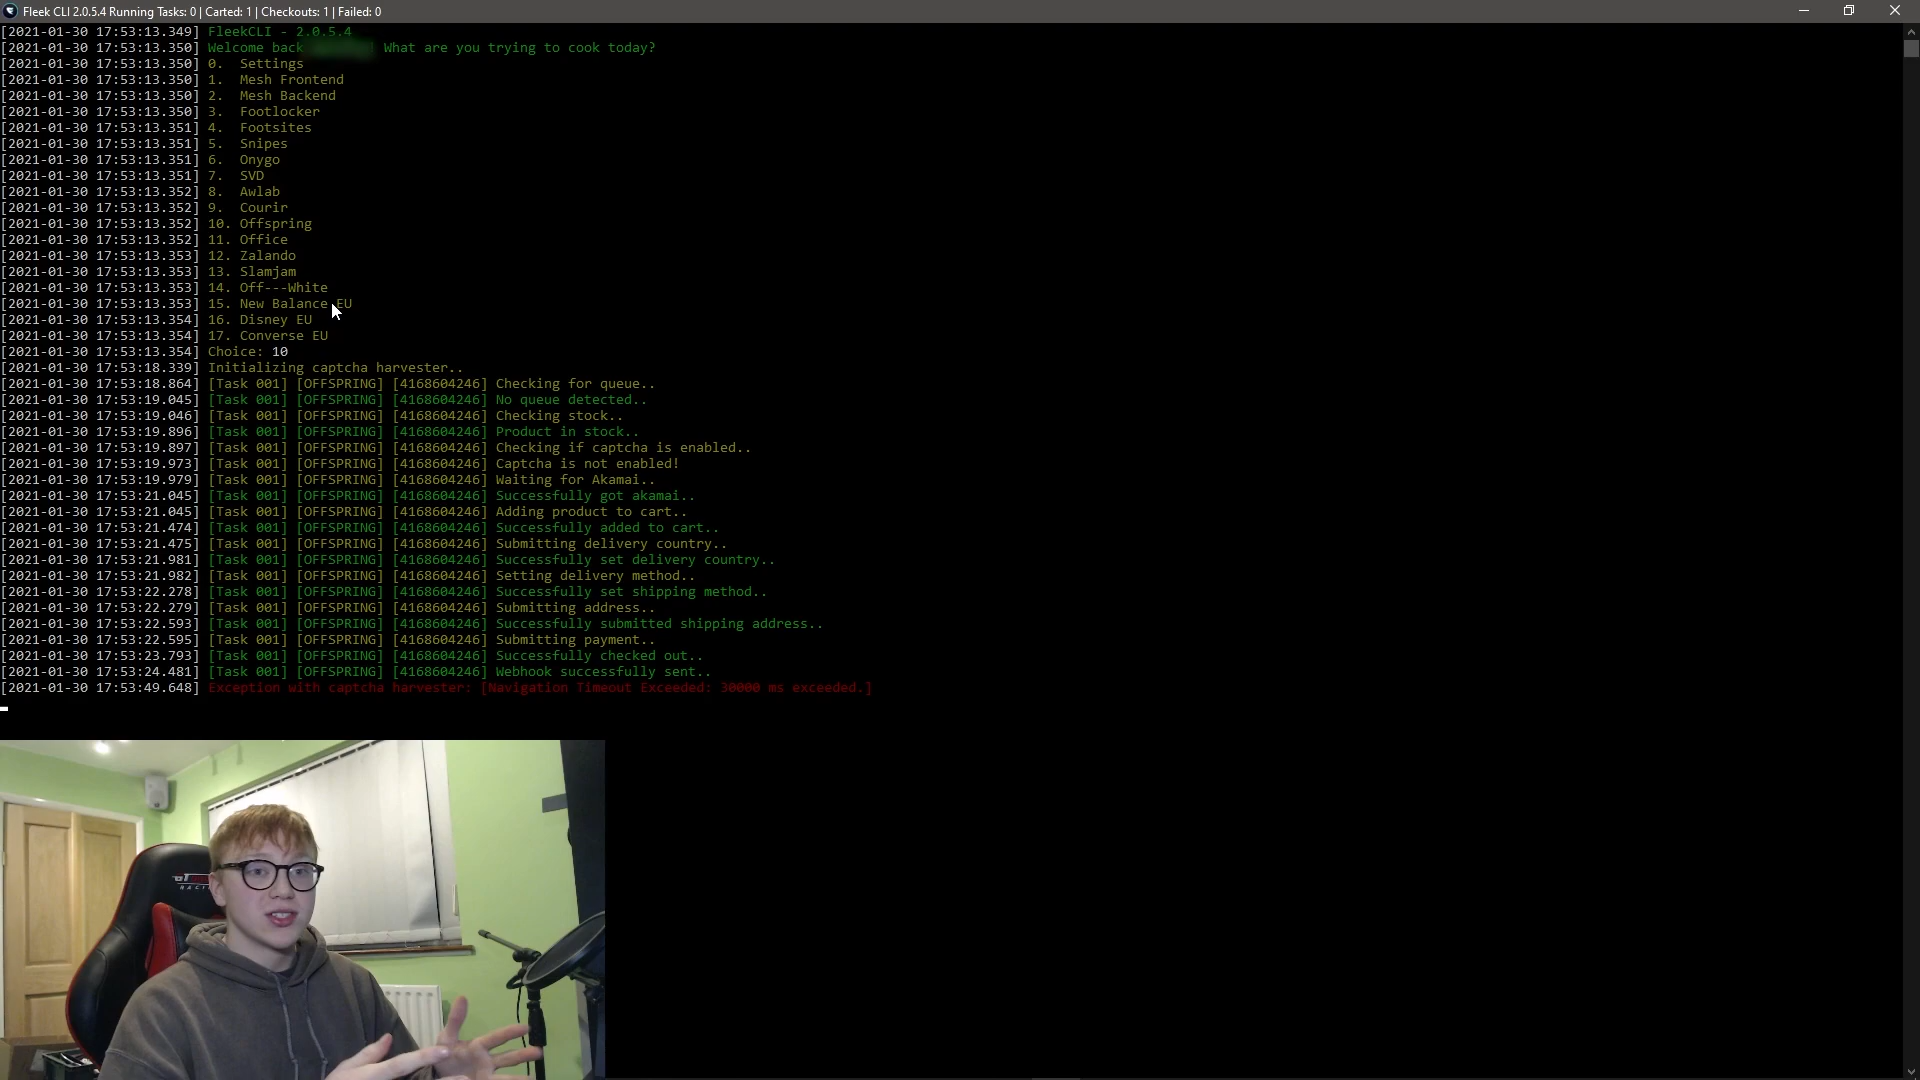 Fleek CLI 2.0.5.4 Running Tasks: 0 | Carted: 1 | Checkouts: 1 | Failed: 0
[2021-01-30 17:53:13.349] FleekCLI - 2.0.5.4
[2021-01-30 17:53:13.350] Welcome back ! What are you trying to cook today?
[2021-01-30 17:53:13.350] 0. Settings
[2021-01-30 17:53:13.350] 1. Mesh Frontend
[2021-01-30 17:53:13.350] 2. Mesh Backend
[2021-01-30 17:53:13.350] 3. Footlocker
[2021-01-30 17:53:13.351] 4. Footsites
[2021-01-30 17:53:13.351] 5. Snipes
[2021-01-30 17:53:13.351] 6. Onygo
[2021-01-30 17:53:13.351] 7. SVD
[2021-01-30 17:53:13.352] 8. Awlab
[2021-01-30 17:53:13.352] 9. Courir
[2021-01-30 17:53:13.352] 10. Offspring
[2021-01-30 17:53:13.352] 11. Office
[2021-01-30 17:53:13.353] 12. Zalando
[2021-01-30 17:53:13.353] 13. Slamjam
[2021-01-30 17:53:13.353] 14. Off---White
[2021-01-30 17:53:13.353] 15. New Balance EU
[2021-01-30 17:53:13.354] 16. Disney EU
[2021-01-30 17:53:13.354] 17. Converse EU
[2021-01-30 17:53:13.354] Choice: 10
[2021-01-30 17:53:18.339] Initializing captcha harvester..
[2021-01-30 17:53:18.864] [Task 001] [OFFSPRING] [4168604246] Checking for queue..
[2021-01-30 17:53:19.045] [Task 001] [OFFSPRING] [4168604246] No queue detected..
[2021-01-30 17:53:19.046] [Task 001] [OFFSPRING] [4168604246] Checking stock..
[2021-01-30 17:53:19.896] [Task 001] [OFFSPRING] [4168604246] Product in stock..
[2021-01-30 17:53:19.897] [Task 001] [OFFSPRING] [4168604246] Checking if captcha is enabled..
[2021-01-30 17:53:19.973] [Task 001] [OFFSPRING] [4168604246] Captcha is not enabled!
[2021-01-30 17:53:19.979] [Task 001] [OFFSPRING] [4168604246] Waiting for Akamai..
[2021-01-30 17:53:21.045] [Task 001] [OFFSPRING] [4168604246] Successfully got akamai..
[2021-01-30 17:53:21.045] [Task 001] [OFFSPRING] [4168604246] Adding product to cart..
[2021-01-30 17:53:21.474] [Task 001] [OFFSPRING] [4168604246] Successfully added to cart..
[2021-01-30 17:53:21.475] [Task 001] [OFFSPRING] [4168604246] Submitting delivery country..
[2021-01-30 17:53:21.981] [Task 001] [OFFSPRING] [4168604246] Successfully set delivery country..
[2021-01-30 17:53:21.982] [Task 001] [OFFSPRING] [4168604246] Setting delivery method..
[2021-01-30 17:53:22.278] [Task 001] [OFFSPRING] [4168604246] Successfully set shipping method..
[2021-01-30 17:53:22.279] [Task 001] [OFFSPRING] [4168604246] Submitting address..
[2021-01-30 17:53:22.593] [Task 001] [OFFSPRING] [4168604246] Successfully submitted shipping address..
[2021-01-30 17:53:22.595] [Task 001] [OFFSPRING] [4168604246] Submitting payment..
[2021-01-30 17:53:23.793] [Task 001] [OFFSPRING] [4168604246] Successfully checked out..
[2021-01-30 17:53:24.481] [Task 001] [OFFSPRING] [4168604246] Webhook successfully sent..
[2021-01-30 17:53:49.648] Exception with captcha harvester: [Navigation Timeout Exceeded: 30000 ms exceeded.]